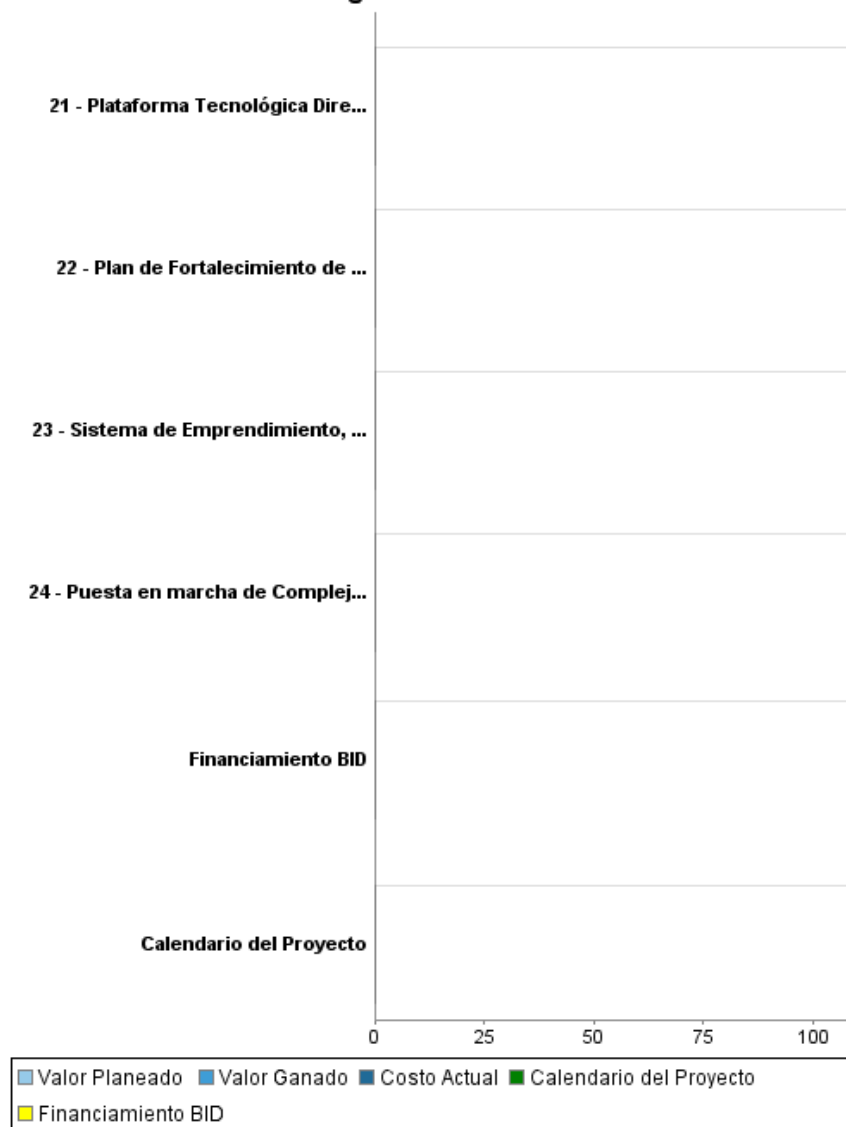 21 - Plataforma Tecnológica Dire...
22 - Plan de Fortalecimiento de ...
23 - Sistema de Emprendimiento, ...
24 - Puesta en marcha de Complej...
Financiamiento BID
Calendario del Proyecto
0 25 50 75 100
Valor Planeado Valor Ganado Costo Actual Calendario del Proyecto
Financiamiento BID